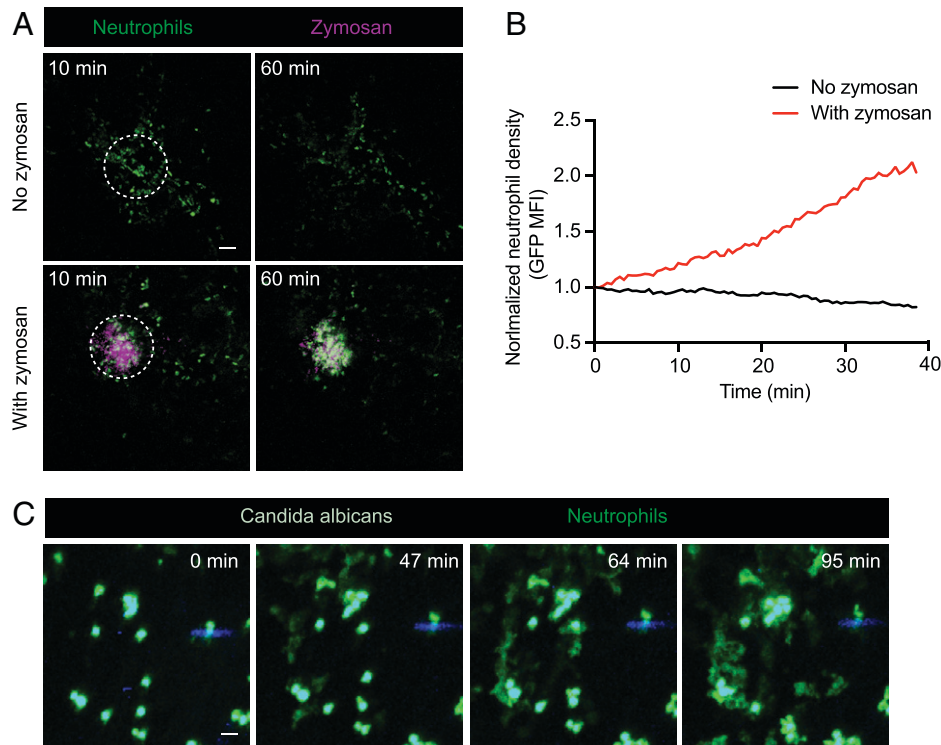 A
Neutrophils
Zymosan
No zymosan
10 min
60 min
With zymosan
10 min
60 min
B
No zymosan
With zymosan
Norlmalized neutrophil density
(GFP MFI)
2.5
2.0
1.5
1.0
0.5
0
10
20
30
40
Time (min)
C
Candida albicans
Neutrophils
0 min
47 min
64 min
95 min